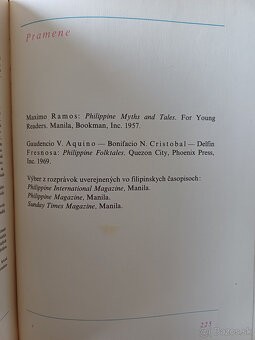 Pramene
Maximo Ramos: Philippine Myths and Tales. For Young
Readers. Manila, Bookman, Inc. 1957.
Gaudencio V. Aquino — Bonifacio N. Cristobal — Delfin
Fresnosa: Philippine Folktales. Quezon City, Phoenix Press,
Inc. 1969.
Výber z rozprávok uverejnených vo filipínskych časopisoch:
Philippine International Magazine, Manila.
Philippine Magazine, Manila.
Sunday Times Magazine, Manila.
225
bazos.sk